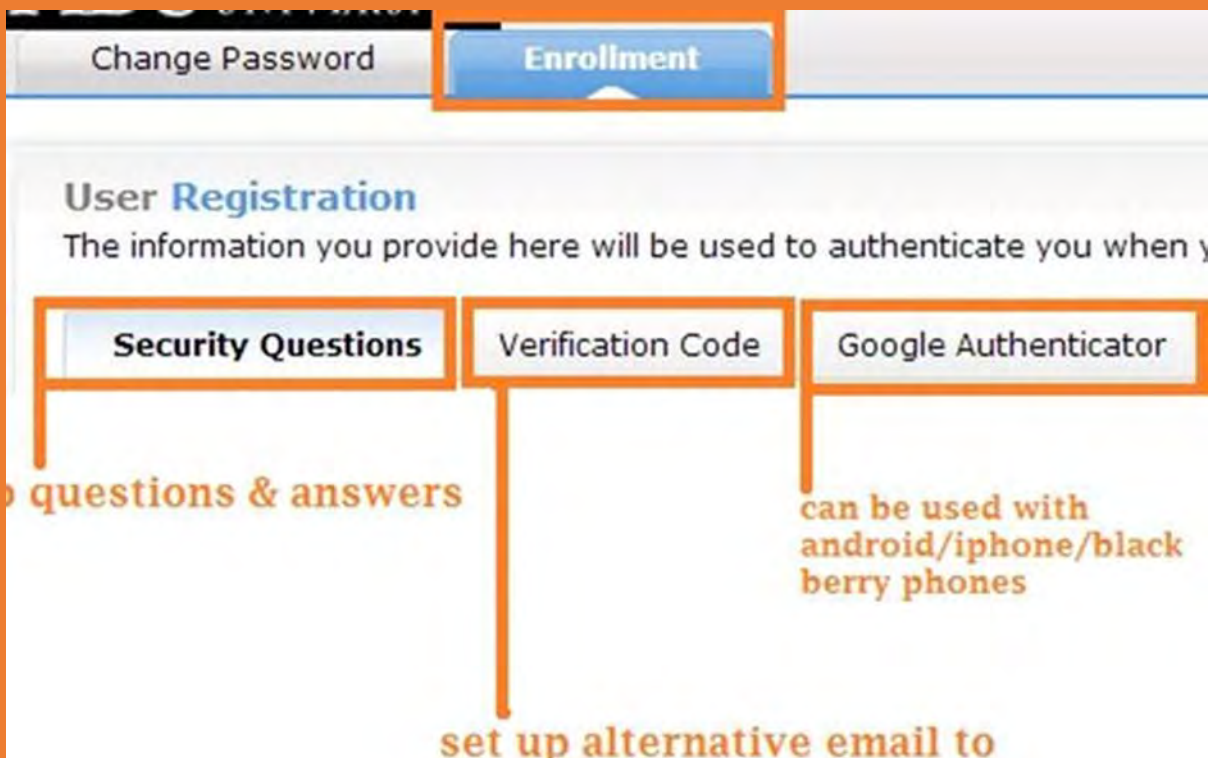 Change Password Enrollment
User Registration
The information you provide here will be used to authenticate you when
Security Questions Verification Code Google Authenticator
questions & answers
can be used with
android/iphone/black
berry phones
set up alternative email to